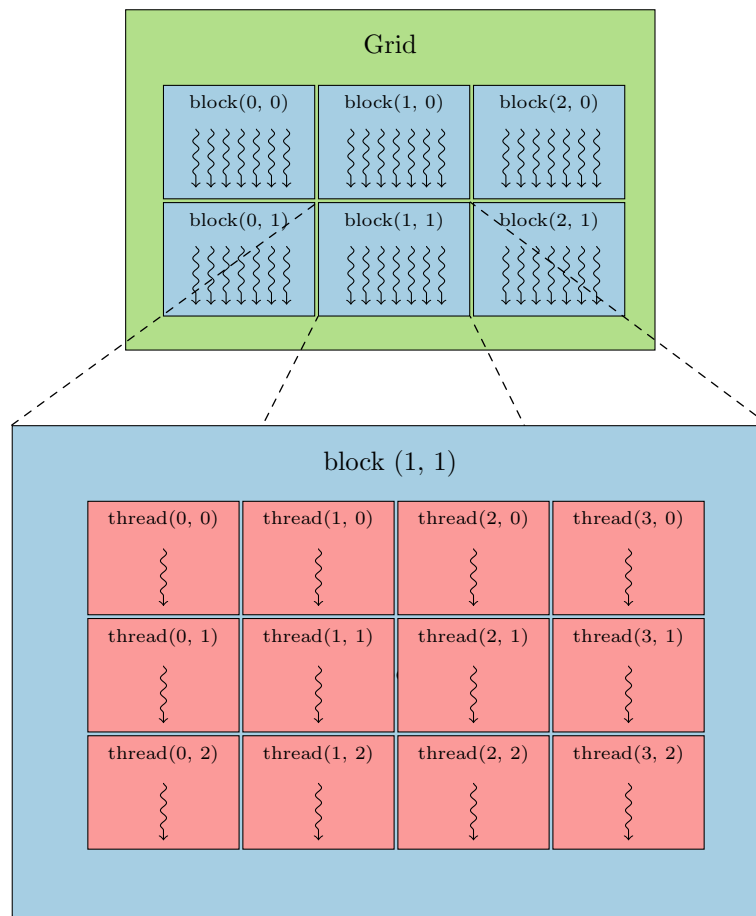 Grid
block(0, 0) block(1, 0) block(2, 0)
block(0, 1) block(1, 1) block(2, 1)
block (1, 1)
thread(0, 0) thread(1, 0) thread(2, 0) thread(3, 0)
thread(0, 1) thread(1, 1) thread(2, 1) thread(3, 1)
thread(0, 2) thread(1, 2) thread(2, 2) thread(3, 2)